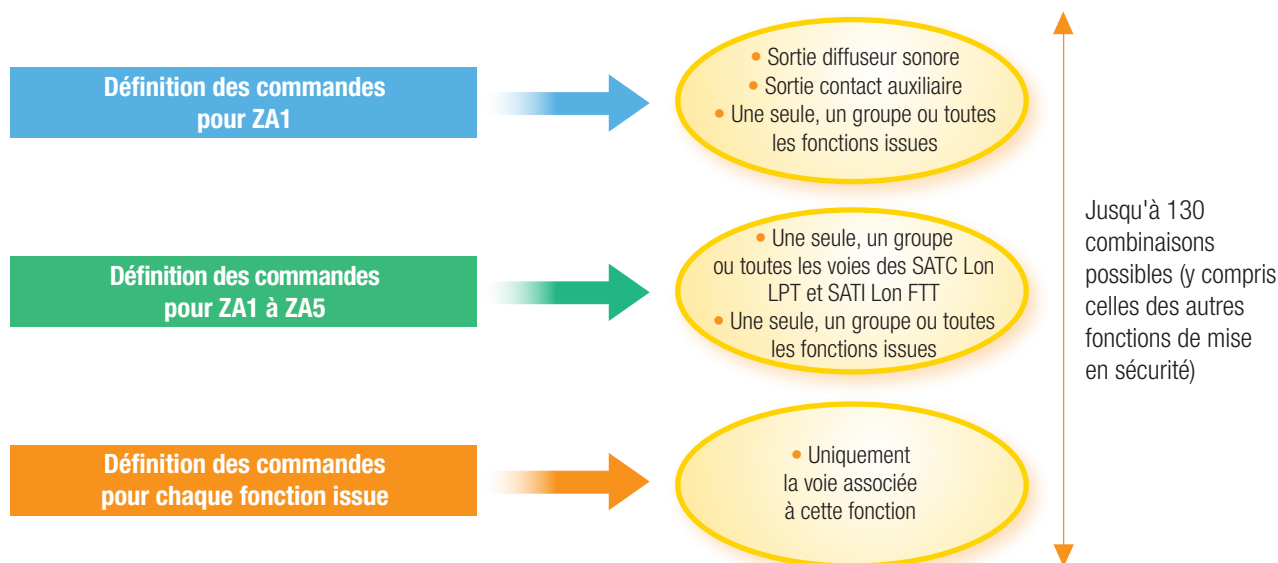 Définition des commandes
pour ZA1
• Sortie diffuseur sonore
• Sortie contact auxiliaire
• Une seule, un groupe ou toutes
les fonctions issues
Définition des commandes
pour ZA1 à ZA5
• Une seule, un groupe
ou toutes les voies des SATC Lon
LPT et SATI Lon FTT
• Une seule, un groupe ou toutes
les fonctions issues
Définition des commandes
pour chaque fonction issue
• Uniquement
la voie associée
à cette fonction
Jusqu'à 130
combinaisons
possibles (y compris
celles des autres
fonctions de mise
en sécurité)